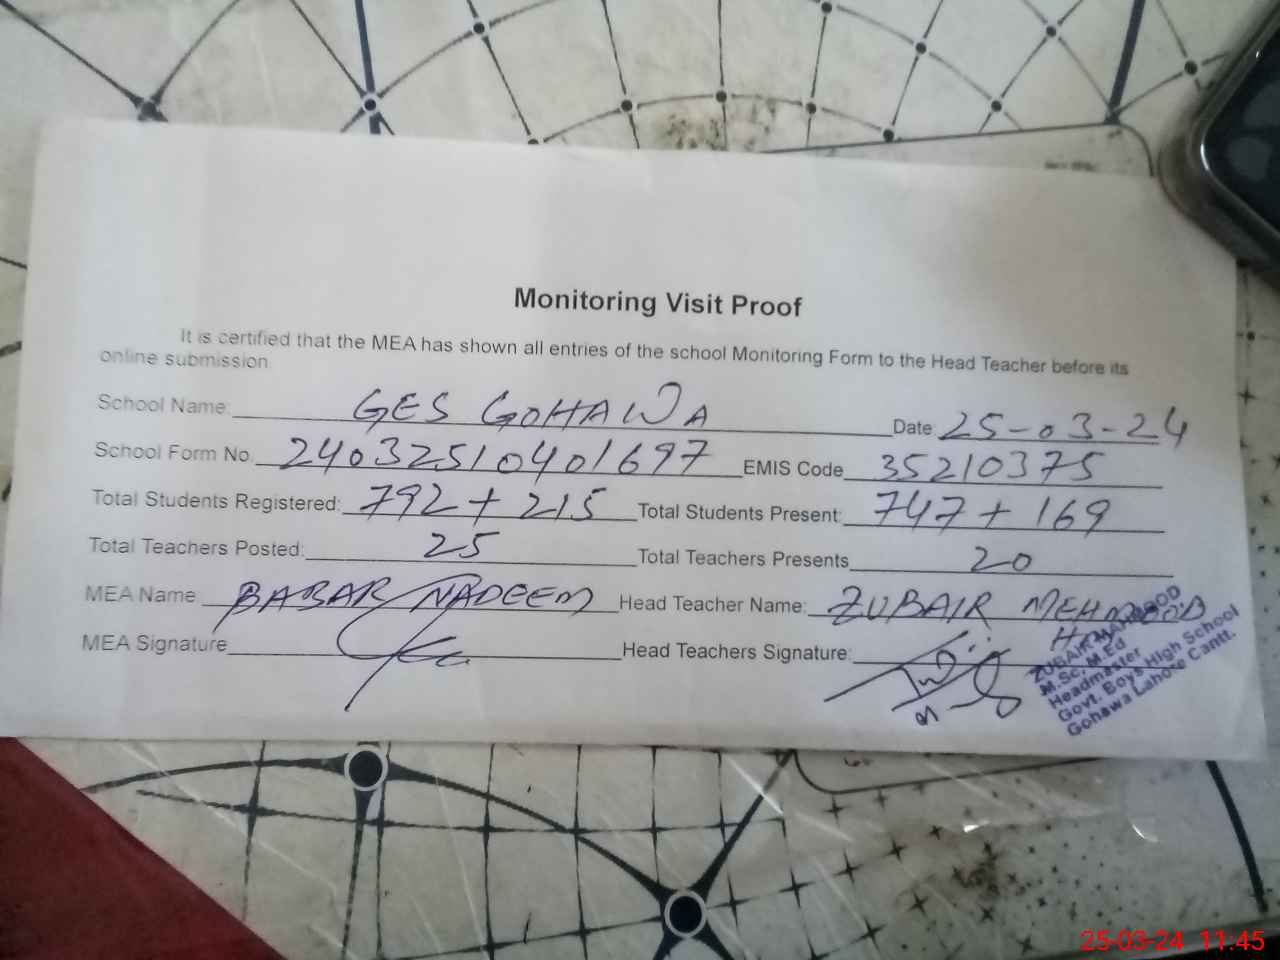 Monitoring Visit Proof
It is certified that the MEA has shown all entries of the school Monitoring Form to the Head Teacher before its
online submission
School Name: GES GOHAWA Date 25-03-24
School Form No. 24032510401697 EMIS Code 35210375
Total Students Registered: 792 + 215 Total Students Present: 747 + 169
Total Teachers Posted: 25 Total Teachers Presents 20
MEA Name BABAR NADEEM Head Teacher Name: ZUBAIR MEHMOOD
MEA Signature Head Teachers Signature:
ZUBAIR MAHMOOD
M.Sc, M.Ed
Headmaster
Govt. Boys High School
Gohawa Lahore Cantt.
25-03-24 11:45